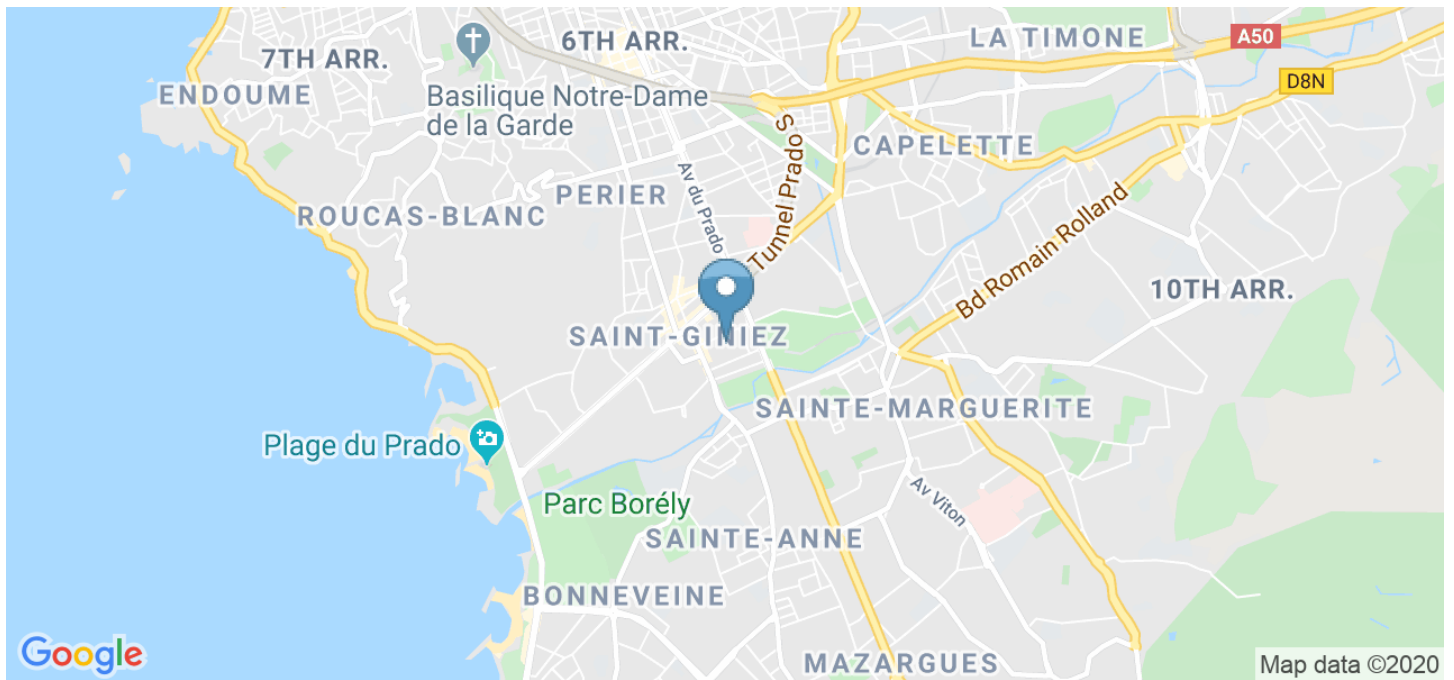 6TH ARR.
LA TIMONE
A50
7TH ARR.
ENDOUME
D8N
Basilique Notre-Dame
de la Garde
S Tunnel Prado
CAPELETTE
Av du Prado
PERIER
ROUCAS-BLANC
Bd Romain Rolland
10TH ARR.
SAINT-GINIEZ
SAINTE-MARGUERITE
Plage du Prado
Av Viton
Parc Borély
SAINTE-ANNE
BONNEVEINE
Google
MAZARGUES
Map data ©2020